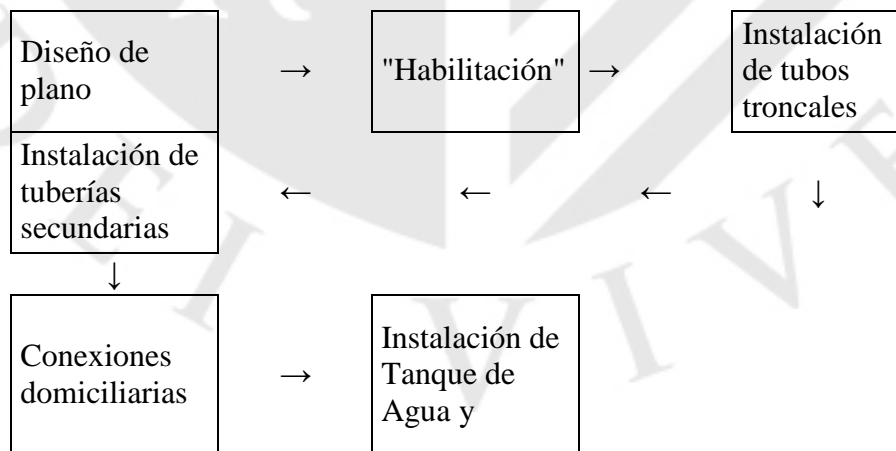 Diseño de
plano
→
"Habilitación"
→
Instalación
de tubos
troncales
↓
←
←
←
Instalación de
tuberías
secundarias
↓
Conexiones
domiciliarias
→
Instalación de
Tanque de
Agua y
E I V I V E